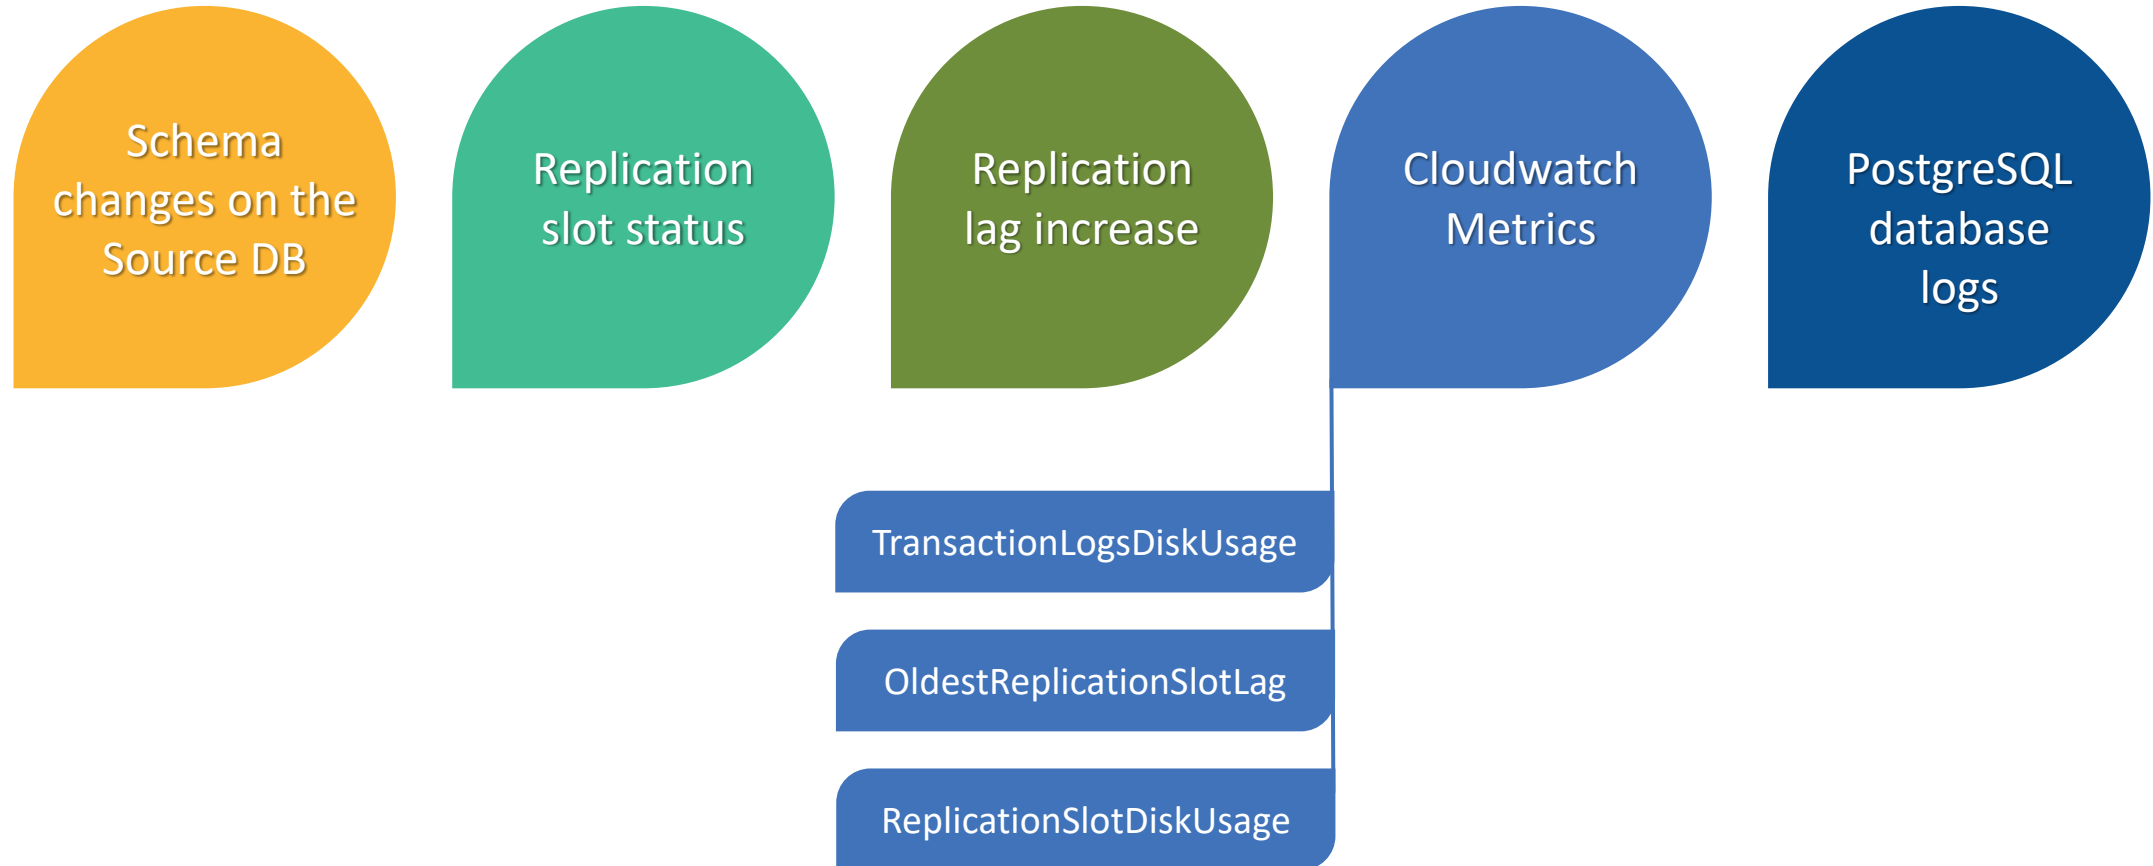 Schema
changes on the
Source DB
Replication
slot status
Replication
lag increase
Cloudwatch
Metrics
PostgreSQL
database
logs
TransactionLogsDiskUsage
OldestReplicationSlotLag
ReplicationSlotDiskUsage